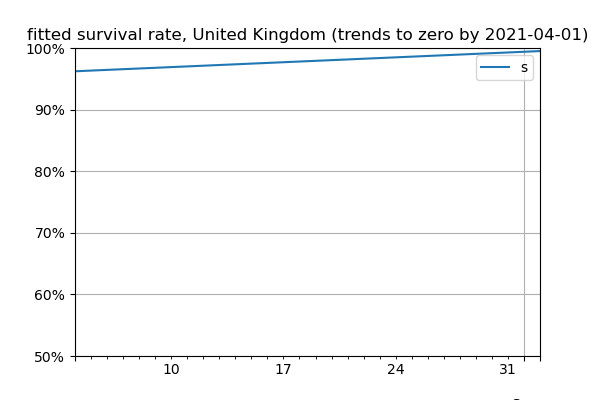 fitted survival rate, United Kingdom (trends to zero by 2021-04-01)
100%
s
90%
80%
70%
60%
50%
10 17 24 31